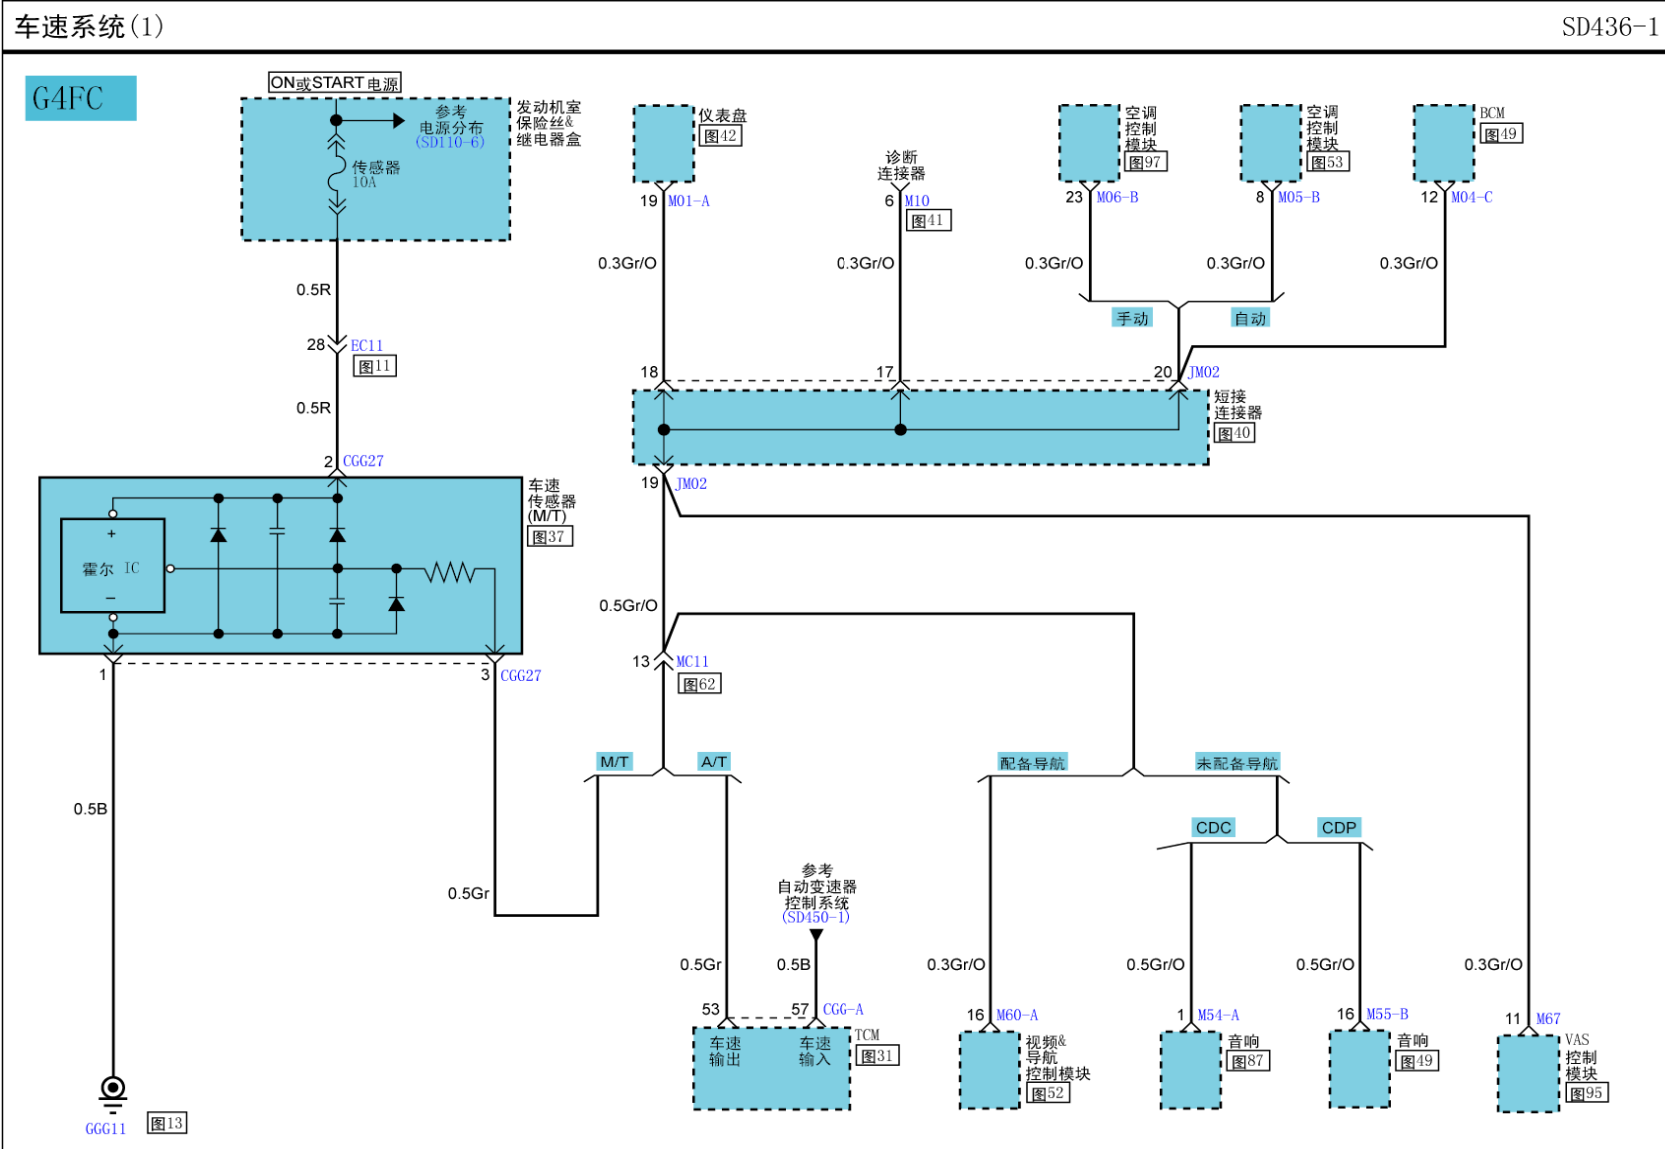 车速系统(1)
SD436-1
G4FC
ON或START电源
参考
电源分布
(SD110-6)
传感器
10A
发动机室
保险丝&
继电器盒
0.5R
28
EC11
图11
0.5R
2
CGG27
车速
传感器
(M/T)
图37
+
霍尔 IC
−
1
3
CGG27
0.5B
0.5Gr
GGG11
图13
仪表盘
图42
19
M01-A
诊断
连接器
6
M10
图41
空调
控制
模块
图97
23
M06-B
空调
控制
模块
图53
8
M05-B
BCM
图49
12
M04-C
0.3Gr/O
0.3Gr/O
0.3Gr/O
0.3Gr/O
0.3Gr/O
手动
自动
18
17
20
JM02
短接
连接器
图40
19
JM02
0.5Gr/O
13
MC11
图62
M/T
A/T
配备导航
未配备导航
CDC
CDP
参考
自动变速器
控制系统
(SD450-1)
0.5Gr
0.5B
0.3Gr/O
0.5Gr/O
0.5Gr/O
0.3Gr/O
53
57
CGG-A
车速
输出
车速
输入
TCM
图31
16
M60-A
视频&
导航
控制模块
图52
1
M54-A
音响
图87
16
M55-B
音响
图49
11
M67
VAS
控制
模块
图95